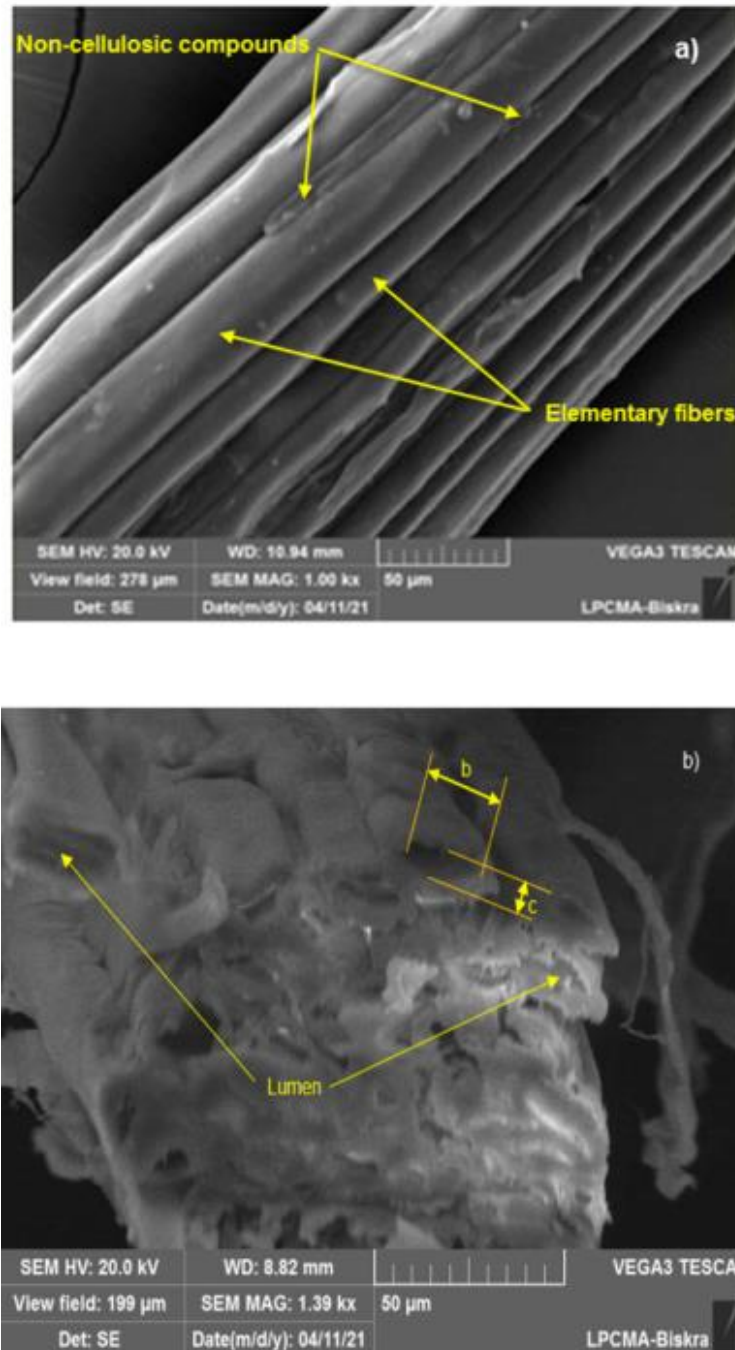 Non-cellulosic compounds
a)
Elementary fibers
SEM HV: 20.0 kV WD: 10.94 mm VEGA3 TESCAN
View field: 278 µm SEM MAG: 1.00 kx 50 µm
Det: SE Date(m/d/y): 04/11/21 LPCMA-Biskra
b)
b
c
Lumen
SEM HV: 20.0 kV WD: 8.82 mm VEGA3 TESCA
View field: 199 µm SEM MAG: 1.39 kx 50 µm
Det: SE Date(m/d/y): 04/11/21 LPCMA-Biskra